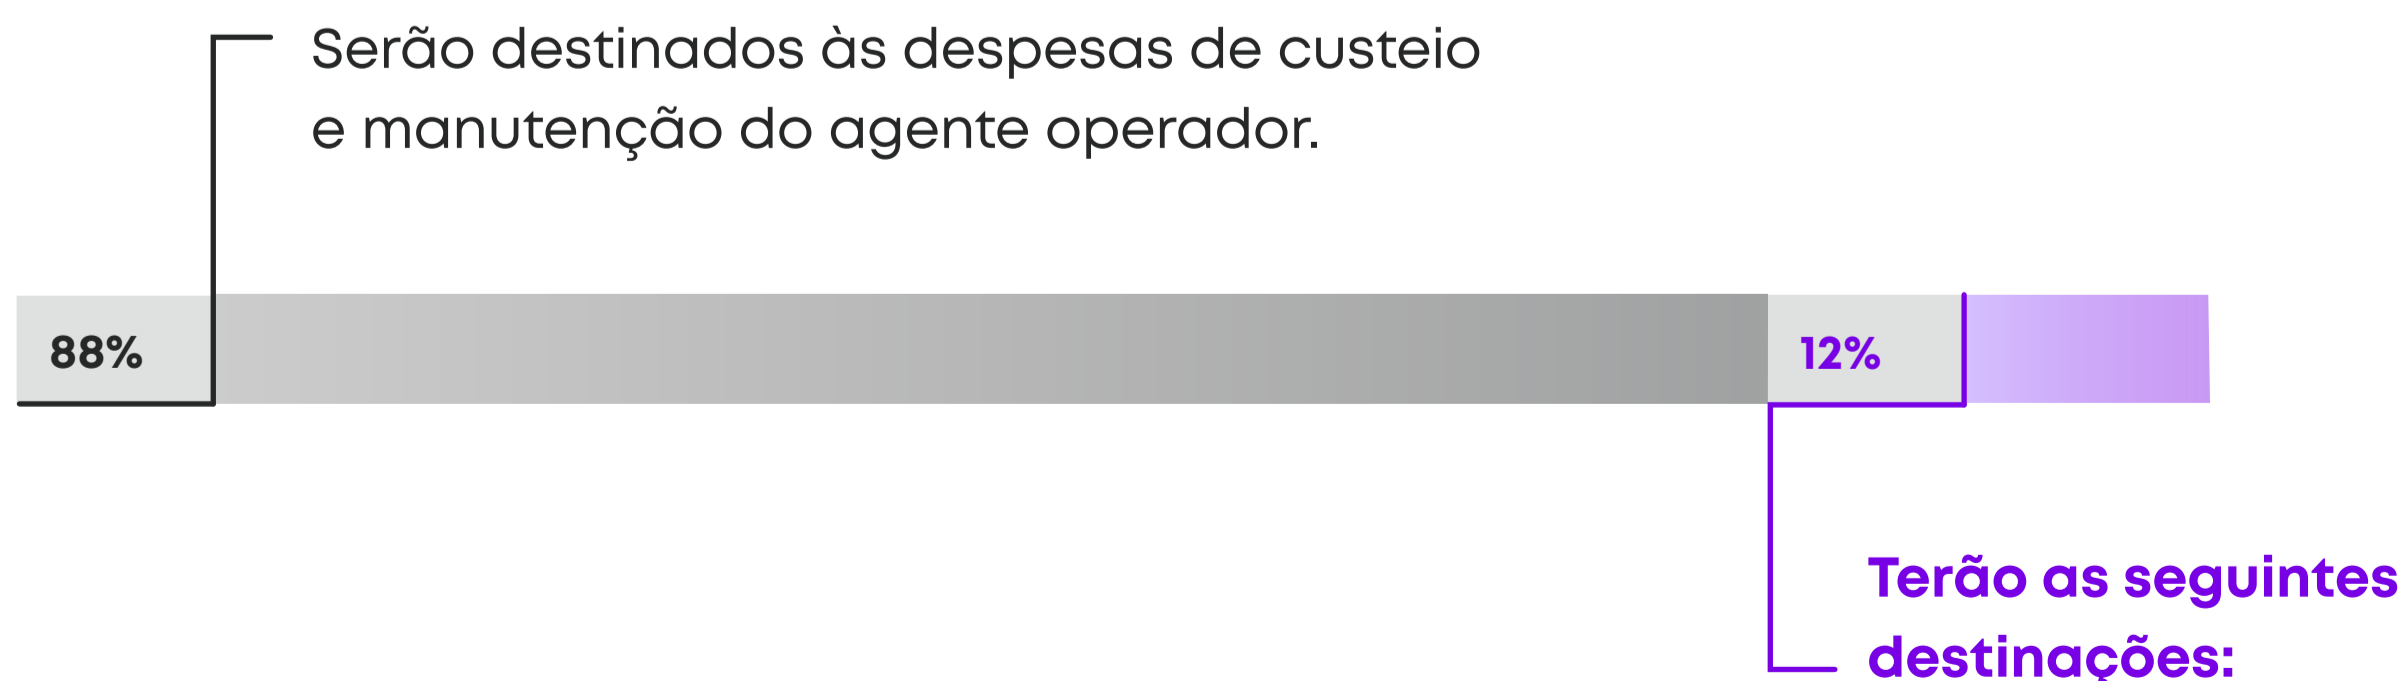 Serão destinados às despesas de custeio
e manutenção do agente operador.
88%
12%
Terão as seguintes
destinações: